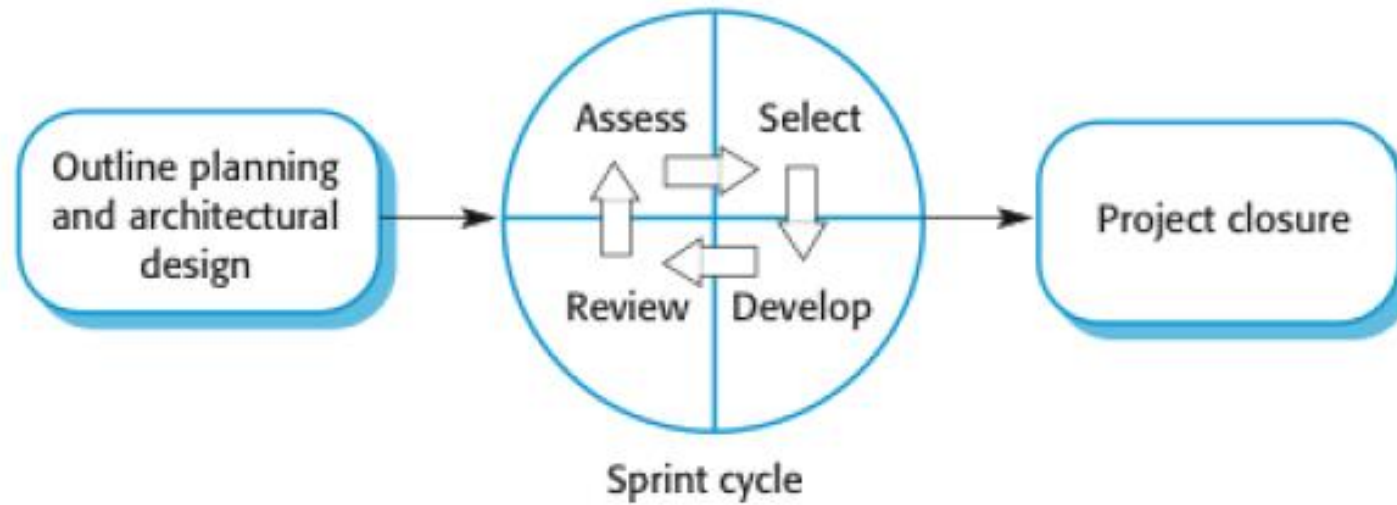 Outline planning
and architectural
design
Assess
Select
Review
Develop
Sprint cycle
Project closure